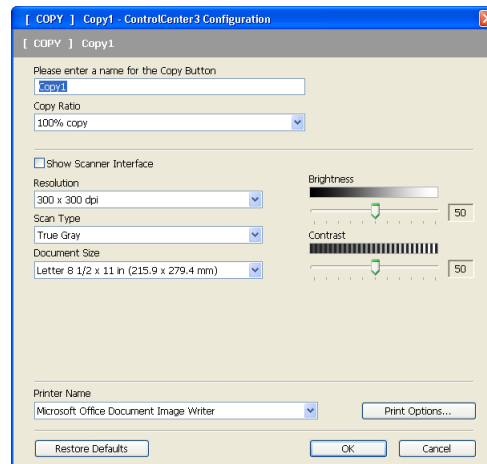 [ COPY ]  Copy1 - ControlCenter3 Configuration
[ COPY ]  Copy1
Please enter a name for the Copy Button
Copy1
Copy Ratio
100% copy
Show Scanner Interface
Resolution
300 x 300 dpi
Scan Type
True Gray
Document Size
Letter 8 1/2 x 11 in (215.9 x 279.4 mm)
Brightness
50
Contrast
50
Printer Name
Microsoft Office Document Image Writer
Print Options...
Restore Defaults
OK
Cancel